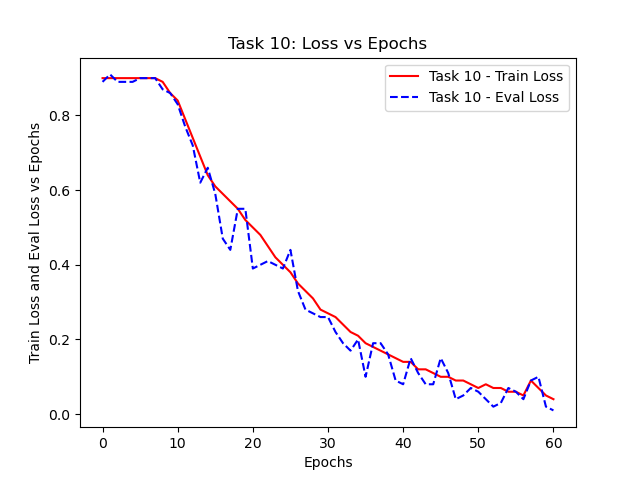 Task 10: Loss vs Epochs
Task 10 - Train Loss
Task 10 - Eval Loss
Train Loss and Eval Loss vs Epochs
0.8
0.6
0.4
0.2
0.0
0 10 20 30 40 50 60
Epochs